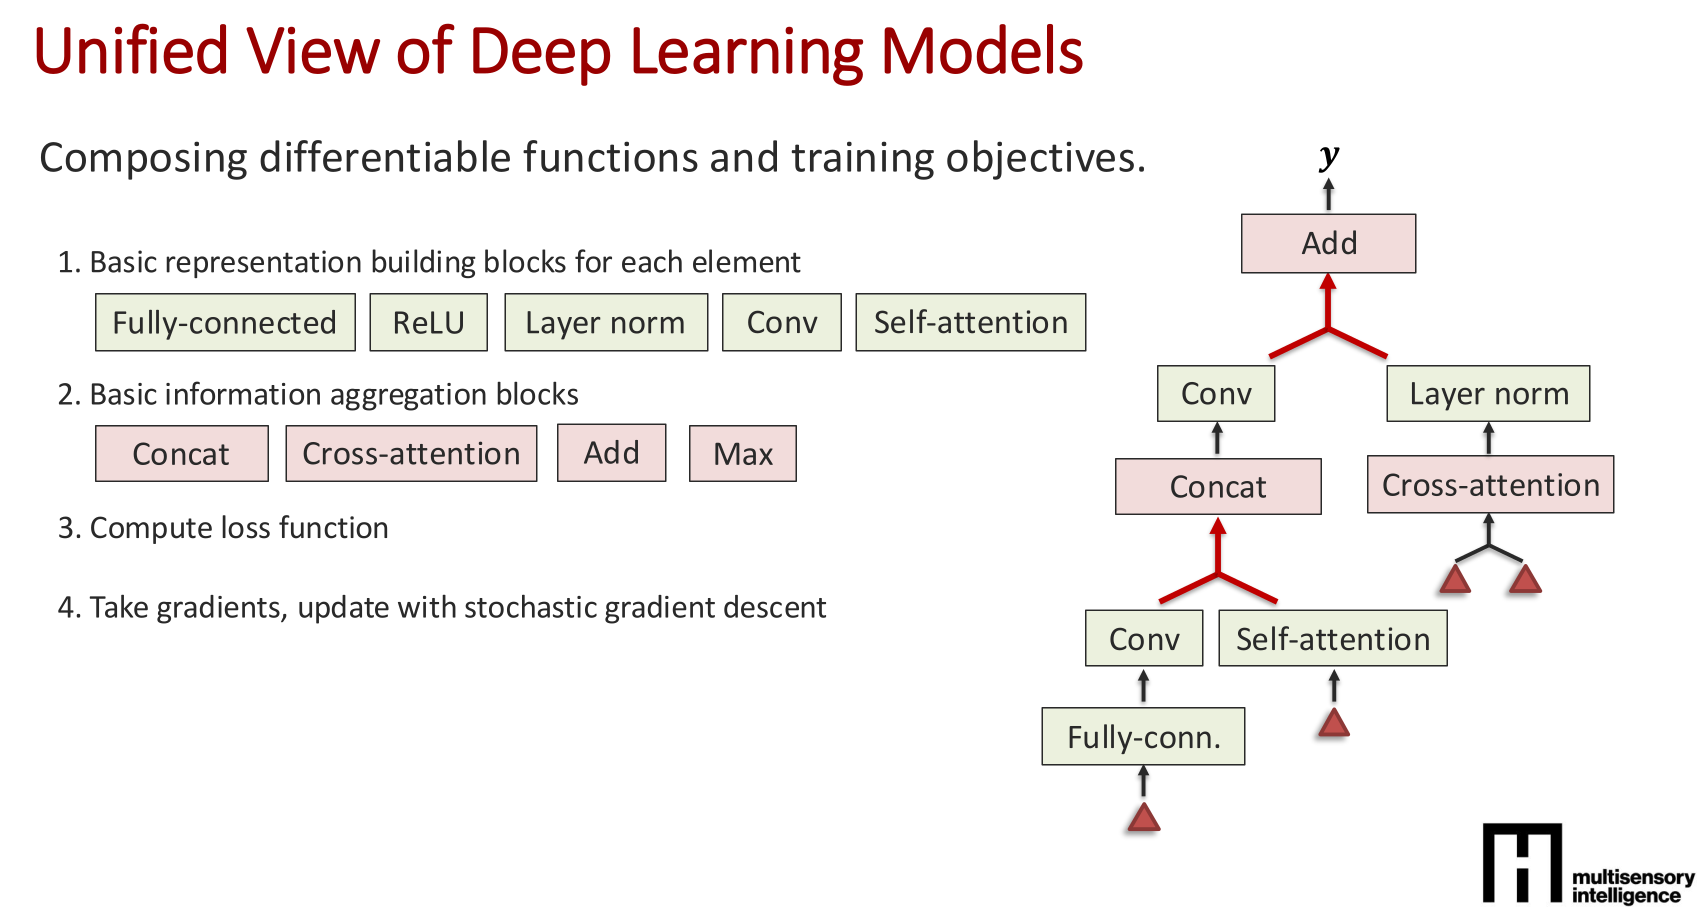 Unified View of Deep Learning Models
Composing differentiable functions and training objectives.
1. Basic representation building blocks for each element
Fully-connected ReLU Layer norm Conv Self-attention
2. Basic information aggregation blocks
Concat Cross-attention Add Max
3. Compute loss function
4. Take gradients, update with stochastic gradient descent
y
Add
Conv Layer norm
Concat Cross-attention
Conv Self-attention
Fully-conn.
multisensory
intelligence